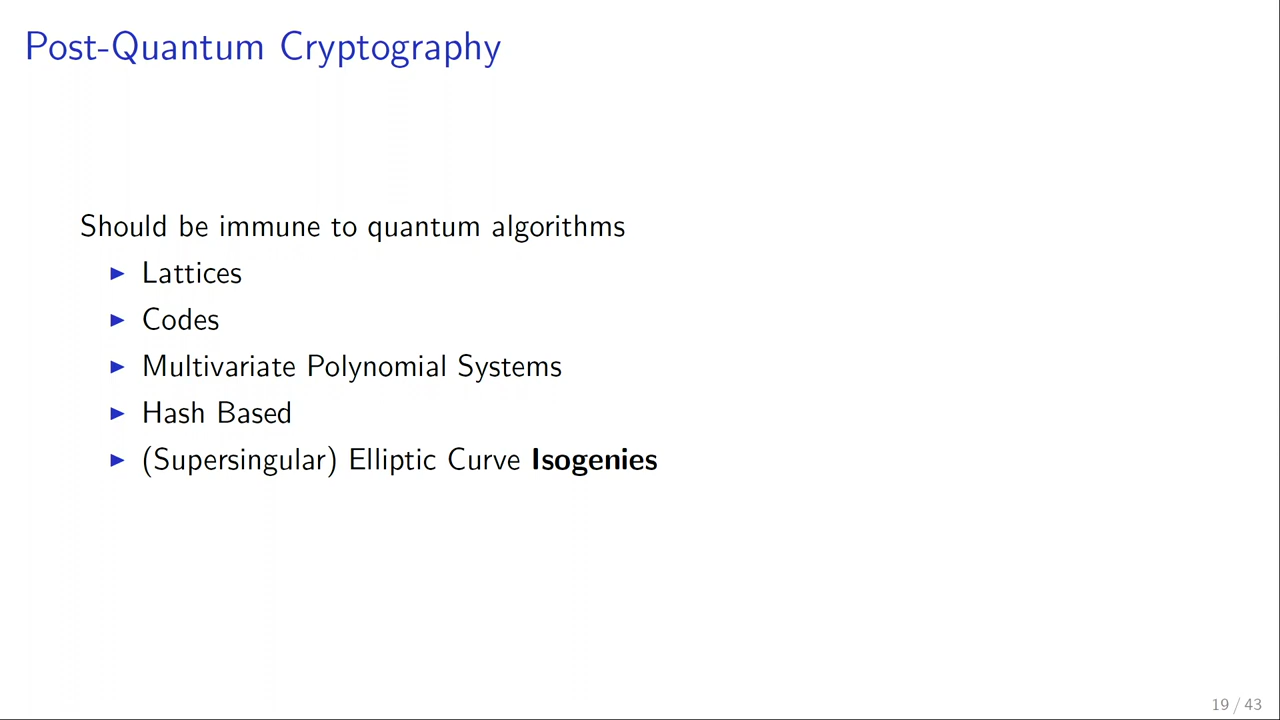 Post-Quantum Cryptography
Should be immune to quantum algorithms
▶ Lattices
▶ Codes
▶ Multivariate Polynomial Systems
▶ Hash Based
▶ (Supersingular) Elliptic Curve Isogenies
19 / 43